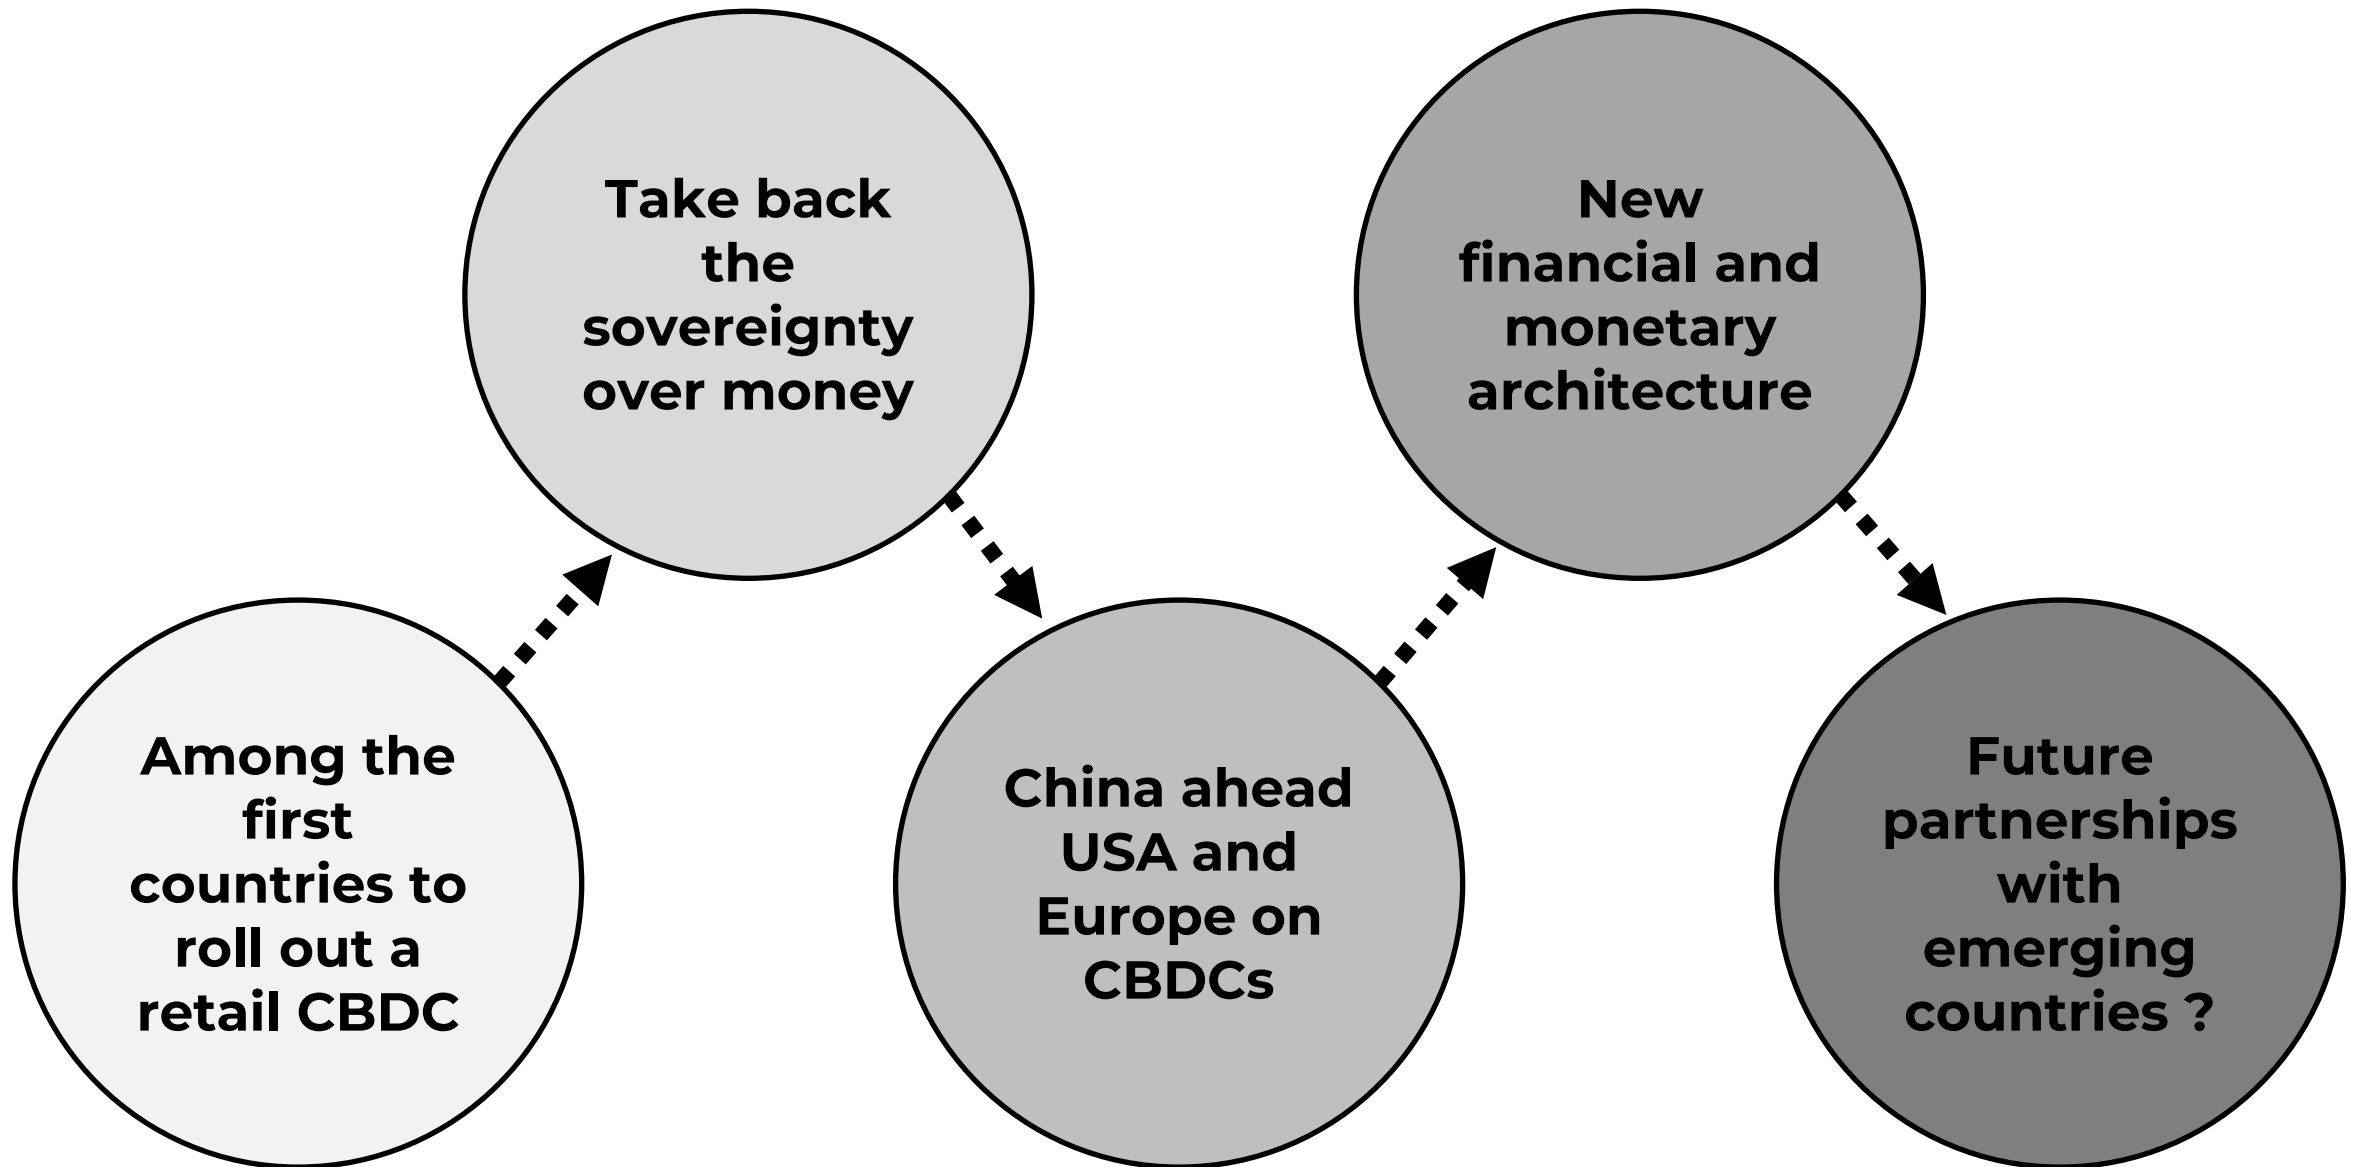 Among the
first
countries to
roll out a
retail CBDC
Take back
the
sovereignty
over money
China ahead
USA and
Europe on
CBDCs
New
financial and
monetary
architecture
Future
partnerships
with
emerging
countries ?